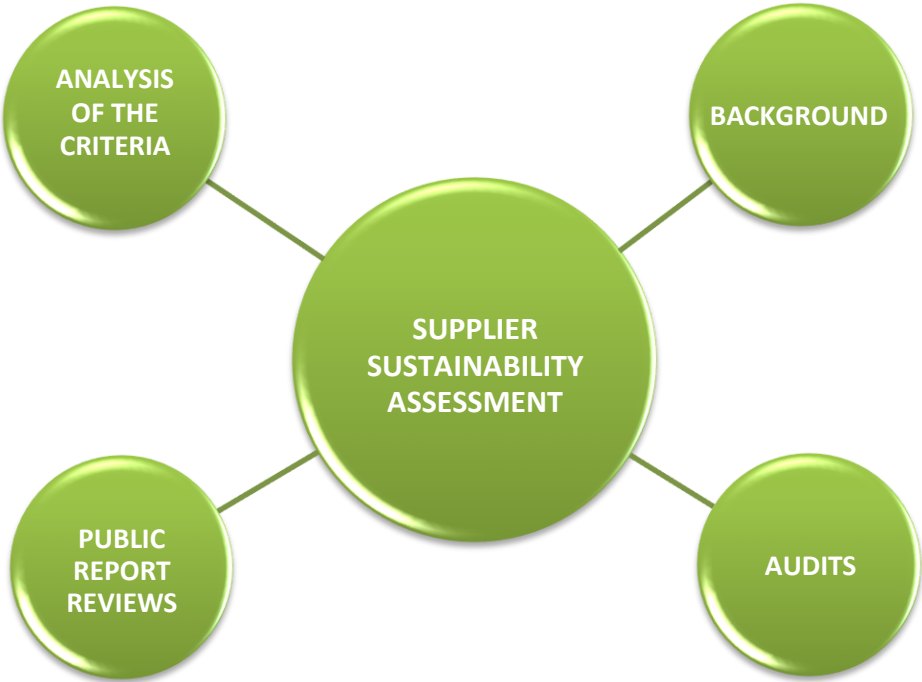 ANALYSIS
OF THE
CRITERIA
BACKGROUND
SUPPLIER
SUSTAINABILITY
ASSESSMENT
PUBLIC
REPORT
REVIEWS
AUDITS